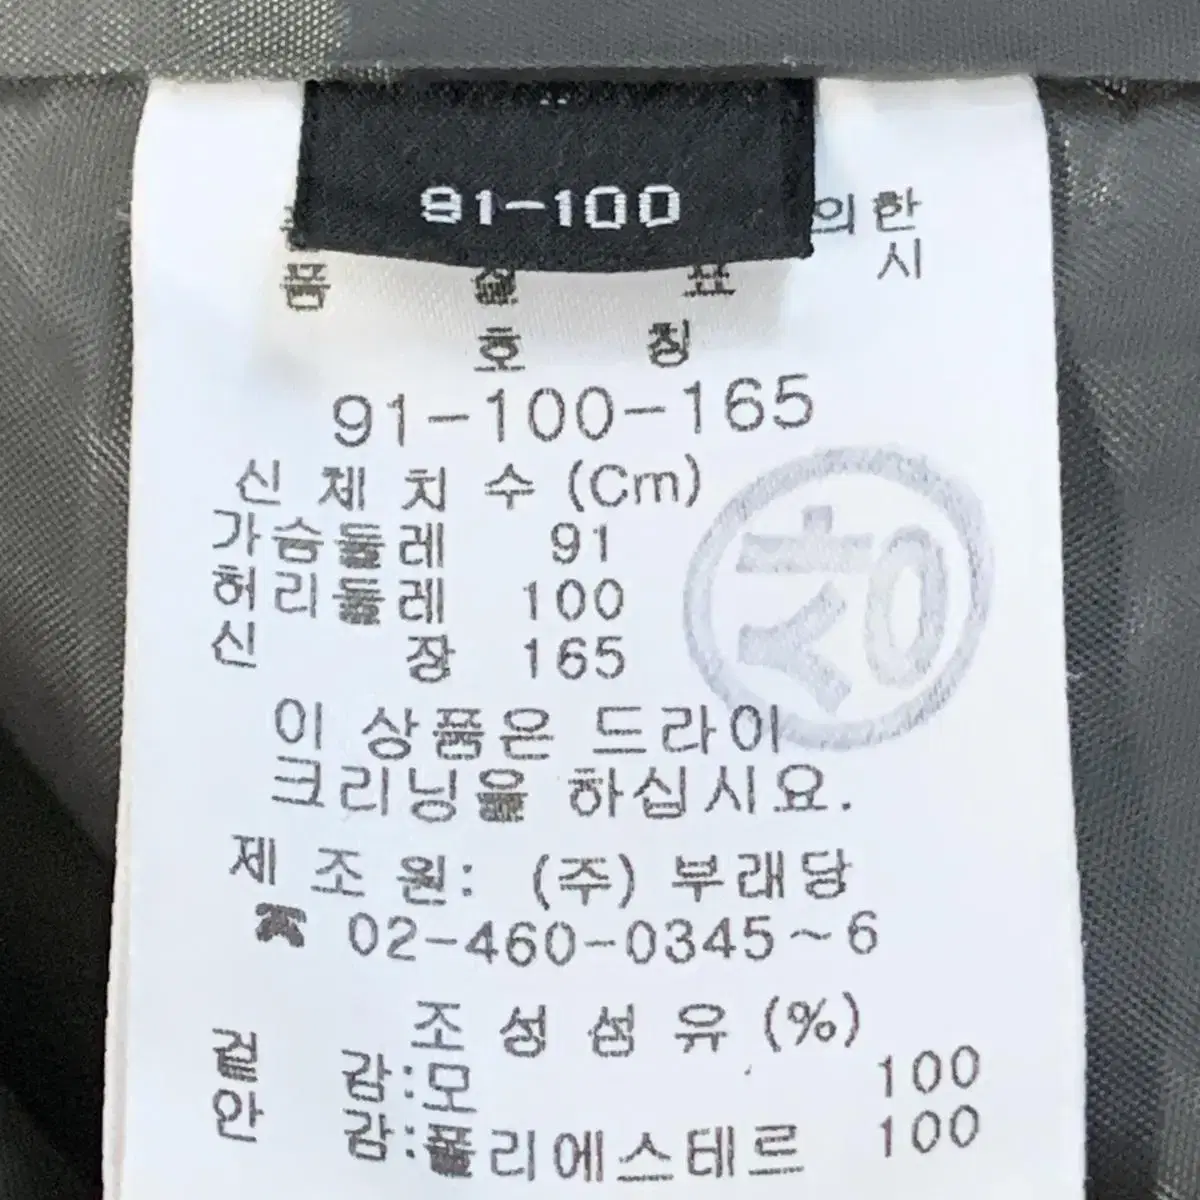 91-100
의한
품 질 표 시
호 칭
91-100-165
신 체 치 수 (Cm)
가슴둘레 91
허리둘레 100
신 장 165
이 상품은 드라이
크리닝을 하십시요.
제 조 원: (주) 부래당
☎ 02-460-0345~6
조 성 섬 유 (%)
겉 감:모 100
안 감:폴리에스테르 100